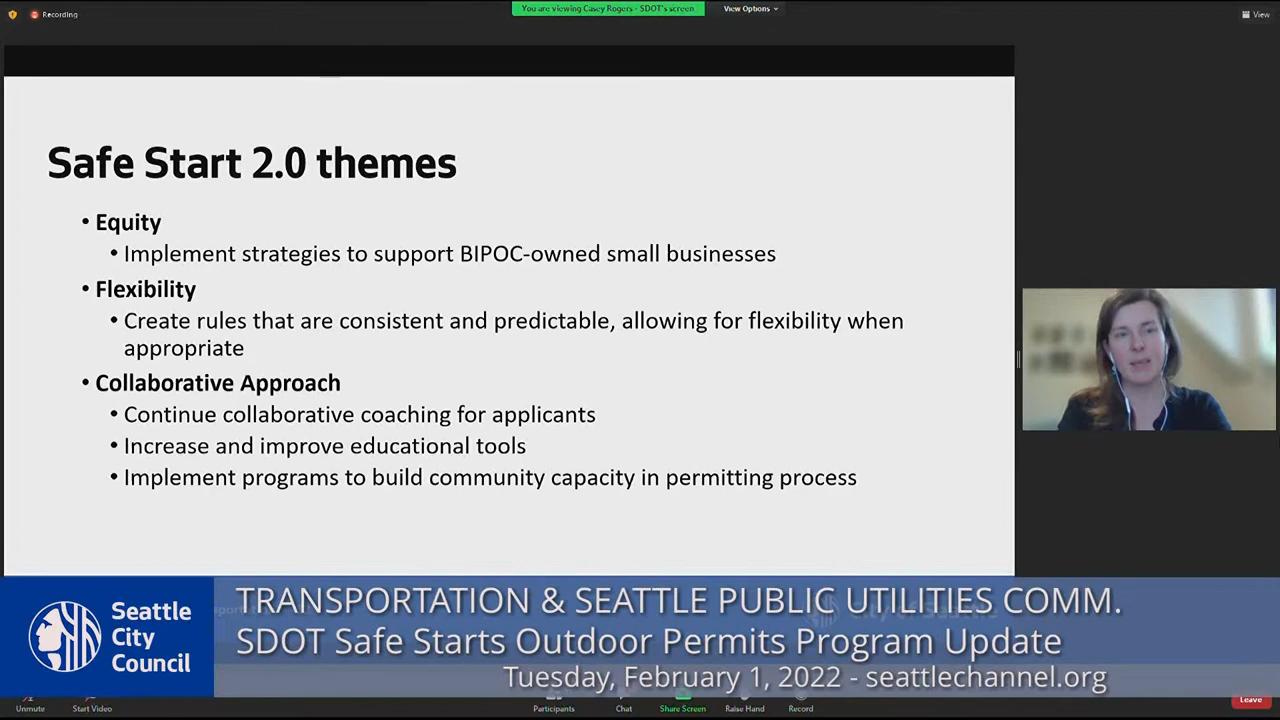 Recording
You are viewing Casey Rogers - SDOT's screen
View Options
View
Safe Start 2.0 themes
• Equity
• Implement strategies to support BIPOC-owned small businesses
• Flexibility
• Create rules that are consistent and predictable, allowing for flexibility when
appropriate
• Collaborative Approach
• Continue collaborative coaching for applicants
• Increase and improve educational tools
• Implement programs to build community capacity in permitting process
Seattle
City
Council
TRANSPORTATION & SEATTLE PUBLIC UTILITIES COMM.
City of Seattle
SDOT Safe Starts Outdoor Permits Program Update
Tuesday, February 1, 2022 - seattlechannel.org
Unmute
Start Video
Participants
Chat
Share Screen
Raise Hand
Record
Leave